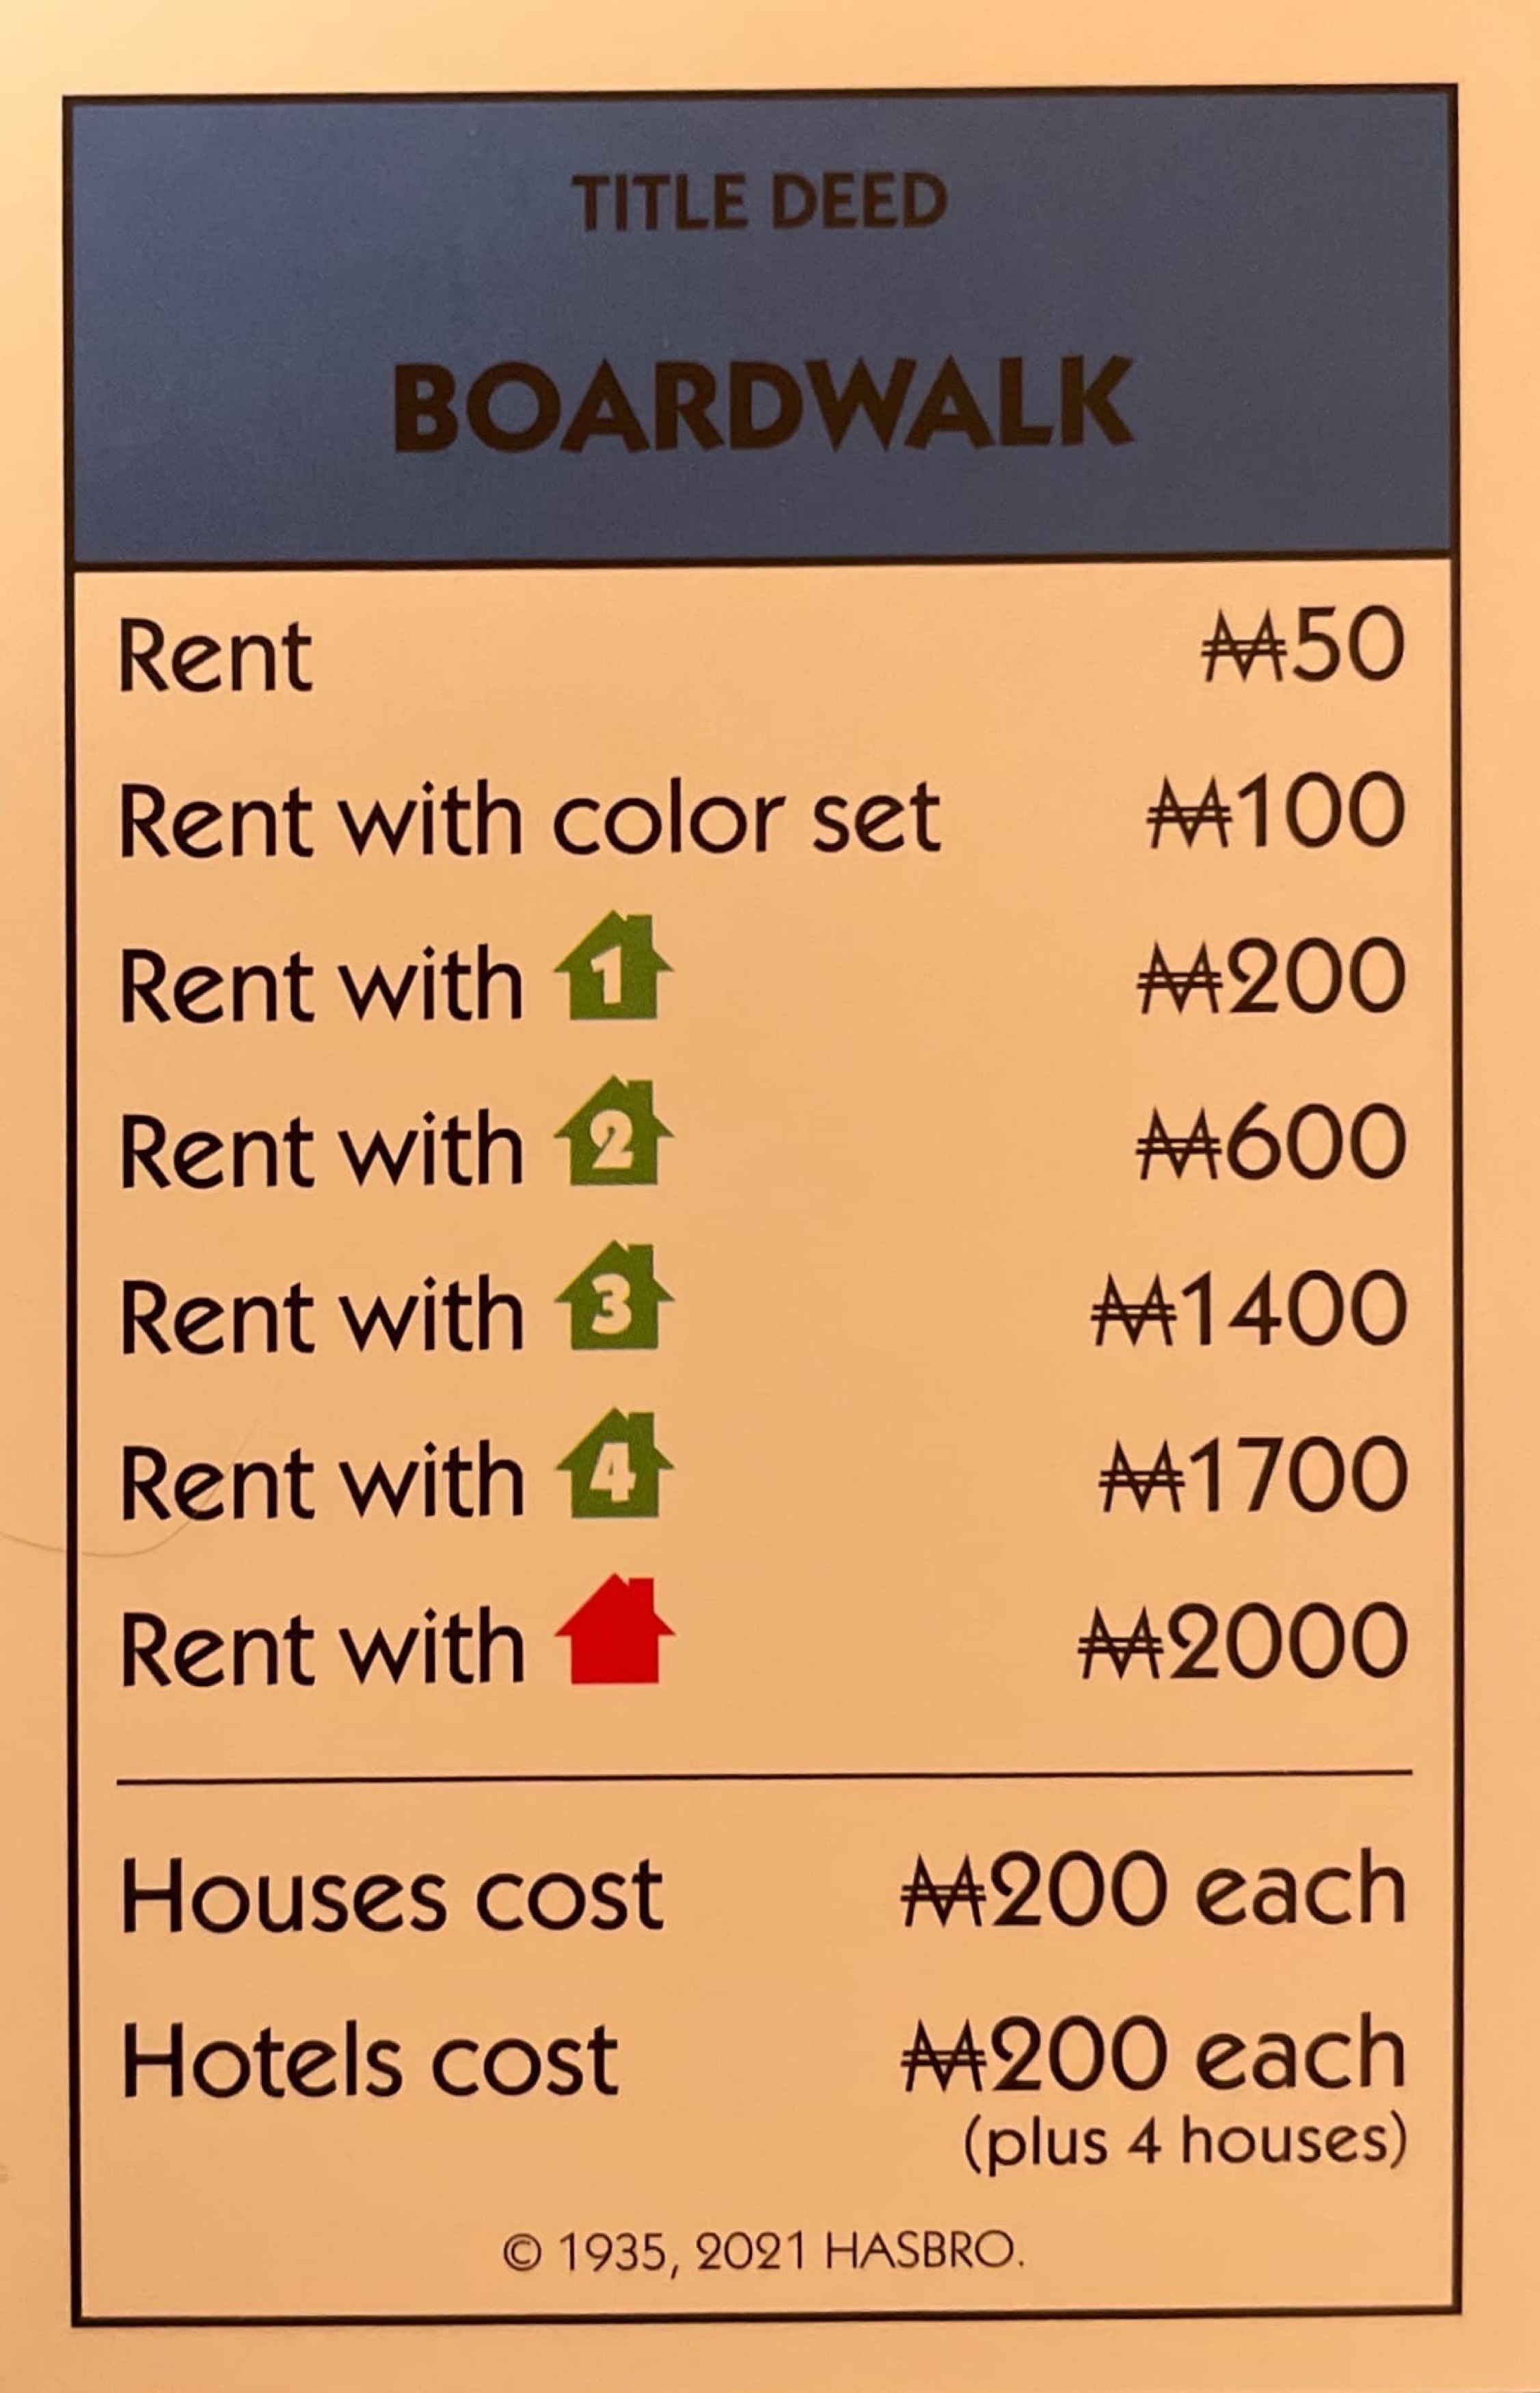 TITLE DEED
BOARDWALK
Rent ₩50
Rent with color set ₩100
Rent with 1 ₩200
Rent with 2 ₩600
Rent with 3 ₩1400
Rent with 4 ₩1700
Rent with ₩2000
Houses cost ₩200 each
Hotels cost ₩200 each
(plus 4 houses)
© 1935, 2021 HASBRO.